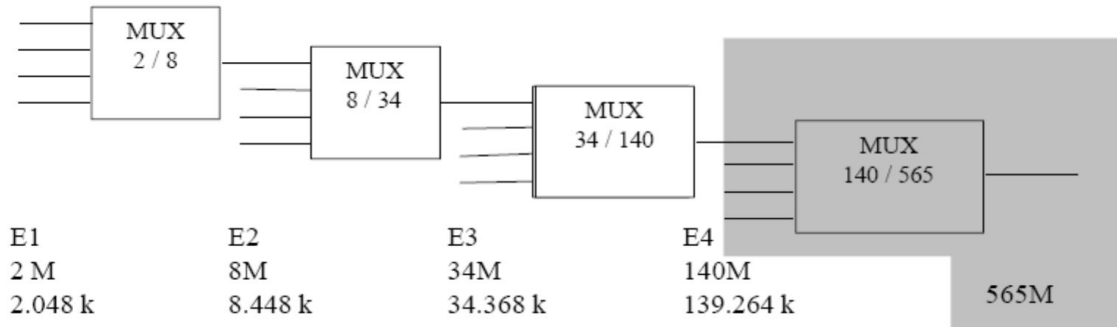 MUX
2 / 8
MUX
8 / 34
MUX
34 / 140
MUX
140 / 565
E1
2 M
2.048 k
E2
8M
8.448 k
E3
34M
34.368 k
E4
140M
139.264 k
565M